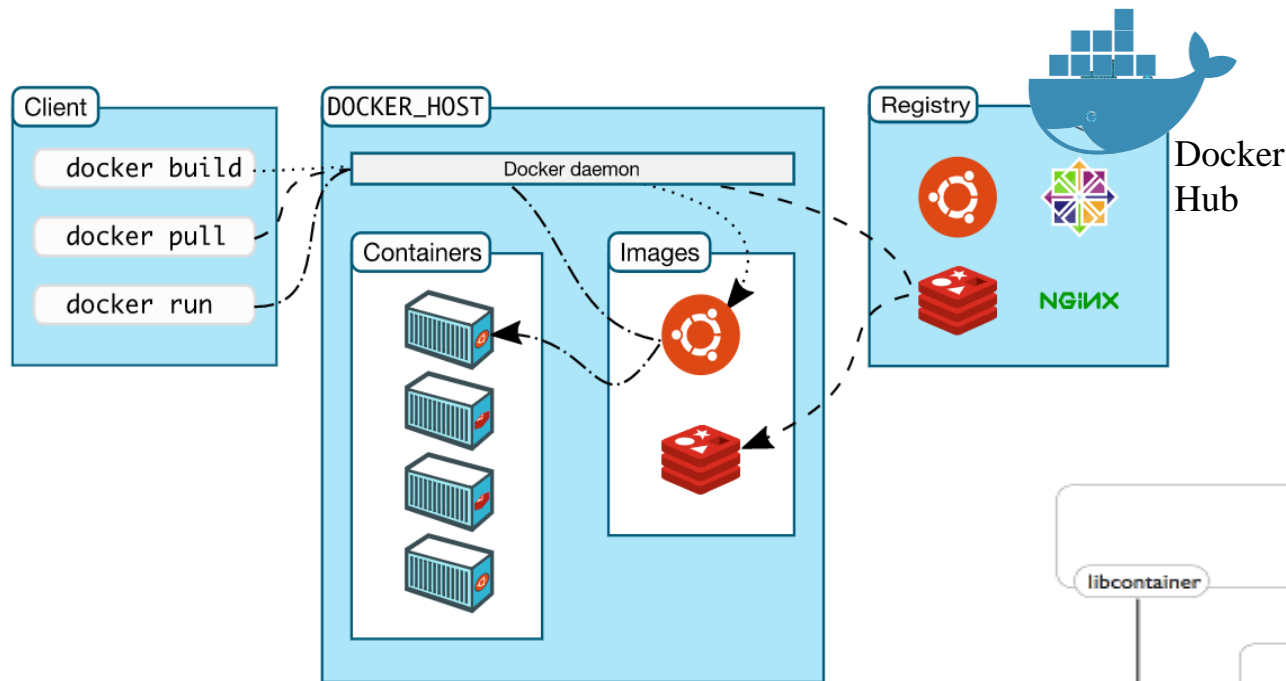 Client
docker build
docker pull
docker run
DOCKER_HOST
Docker daemon
Containers
Images
Registry
NGINX
Docker
Hub
libcontainer